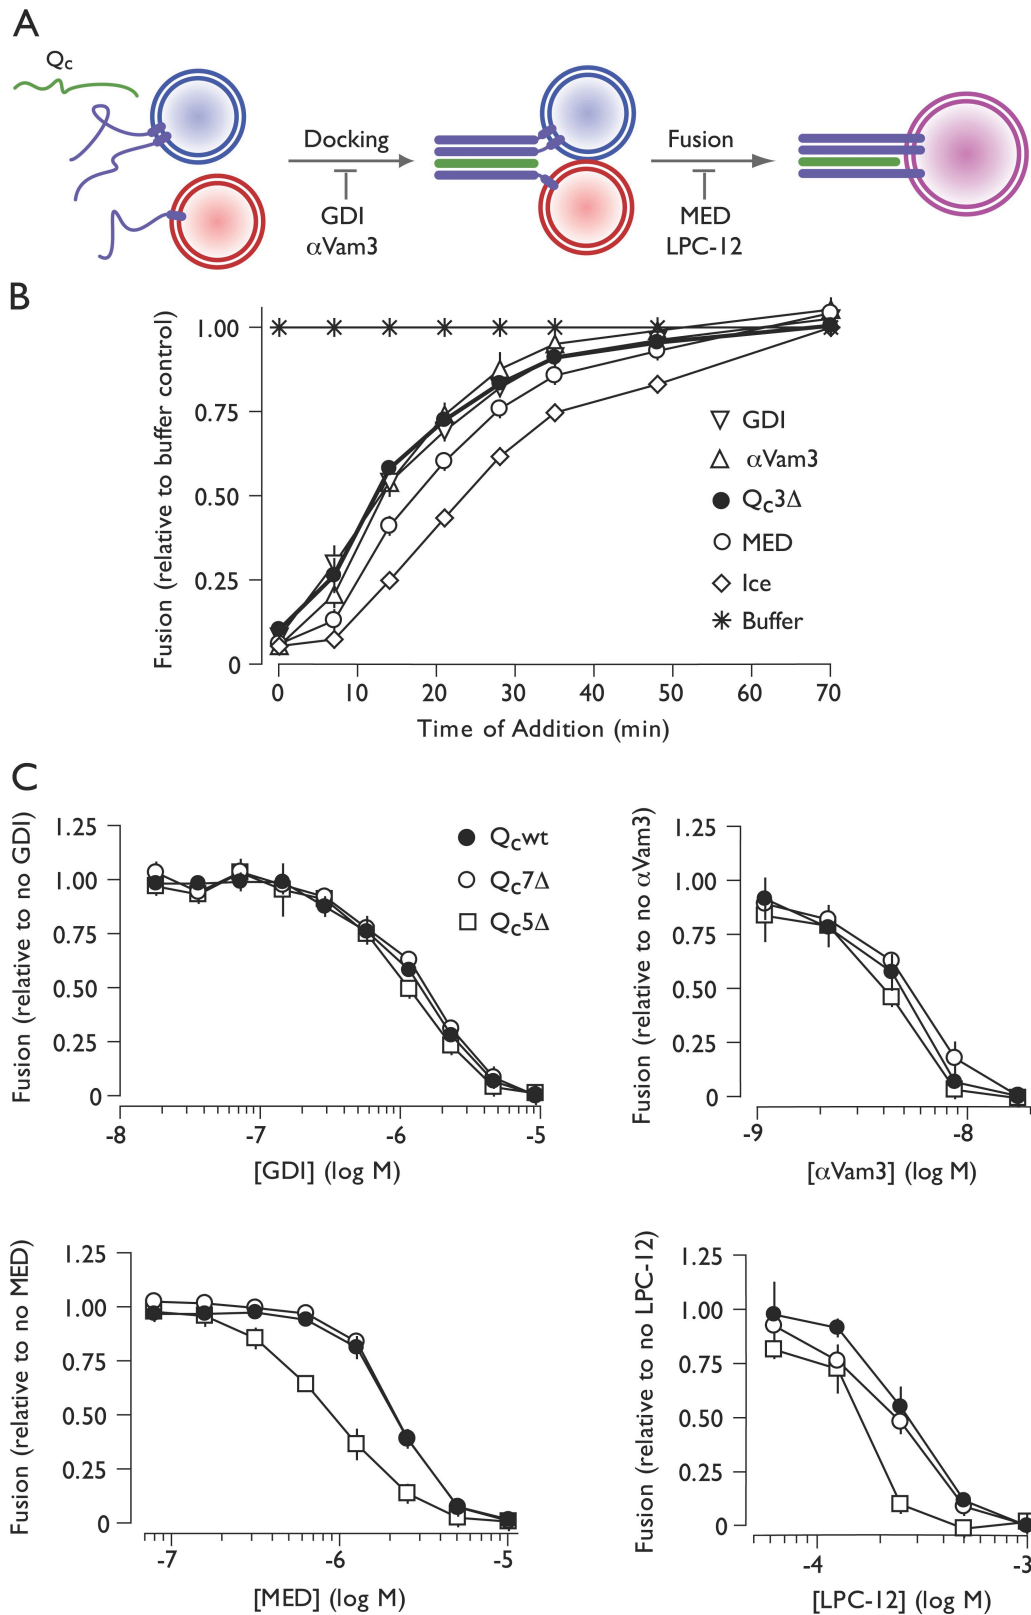 A
Qc
Docking
GDI
αVam3
Fusion
MED
LPC-12
B
Fusion (relative to buffer control)
1.00
0.75
0.50
0.25
0
GDI
αVam3
Qc3Δ
MED
Ice
Buffer
0 10 20 30 40 50 60 70
Time of Addition (min)
C
Fusion (relative to no GDI)
1.25
1.00
0.75
0.50
0.25
0
Qcwt
Qc7Δ
Qc5Δ
-8 -7 -6 -5
[GDI] (log M)
Fusion (relative to no αVam3)
1.25
1.00
0.75
0.50
0.25
0
-9 -8
[αVam3] (log M)
Fusion (relative to no MED)
1.25
1.00
0.75
0.50
0.25
0
-7 -6 -5
[MED] (log M)
Fusion (relative to no LPC-12)
1.25
1.00
0.75
0.50
0.25
0
-4 -3
[LPC-12] (log M)